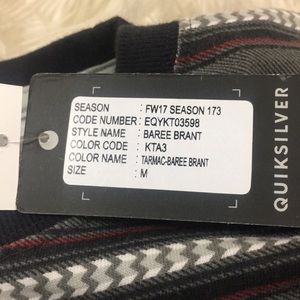 SEASON : FW17 SEASON 173
CODE NUMBER : EQYKT03598
STYLE NAME : BAREE BRANT
COLOR CODE : KTA3
COLOR NAME : TARMAC-BAREE BRANT
SIZE : M
QUIKSILVER